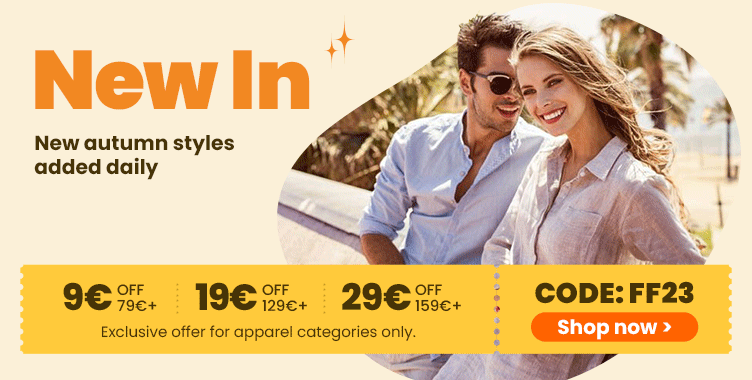 New In
New autumn styles
added daily
9€ OFF 79€+
19€ OFF 129€+
29€ OFF 159€+
Exclusive offer for apparel categories only.
CODE: FF23
Shop now >